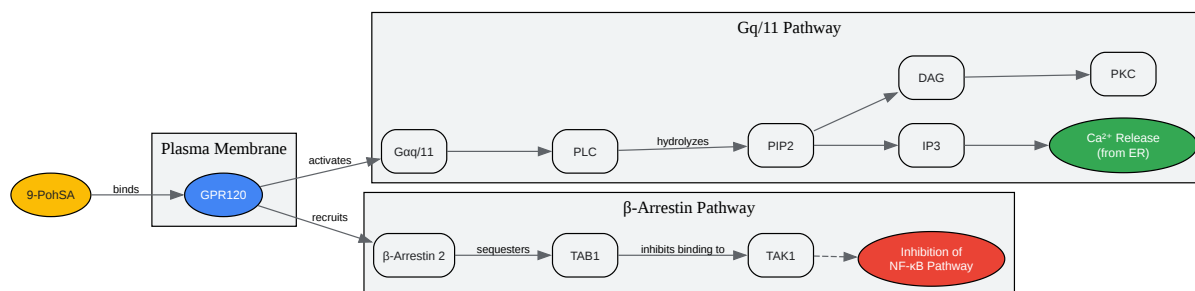 Gq/11 Pathway
DAG
PKC
Gαq/11
PLC
hydrolyzes
PIP2
IP3
Ca²⁺ Release
(from ER)
Plasma Membrane
activates
9-PohSA
binds
GPR120
recruits
β-Arrestin Pathway
β-Arrestin 2
sequesters
TAB1
inhibits binding to
TAK1
Inhibition of
NF-κB Pathway